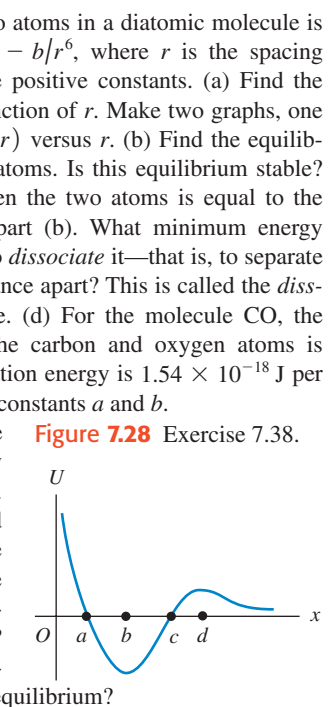 o atoms in a diatomic molecule is
− b/r⁶, where r is the spacing
positive constants. (a) Find the
nction of r. Make two graphs, one
r) versus r. (b) Find the equilib-
atoms. Is this equilibrium stable?
en the two atoms is equal to the
part (b). What minimum energy
dissociate it—that is, to separate
nce apart? This is called the diss-
e. (d) For the molecule CO, the
he carbon and oxygen atoms is
tion energy is 1.54 × 10⁻¹⁸ J per
constants a and b.
Figure 7.28 Exercise 7.38.
U
x
O a b c d
equilibrium?